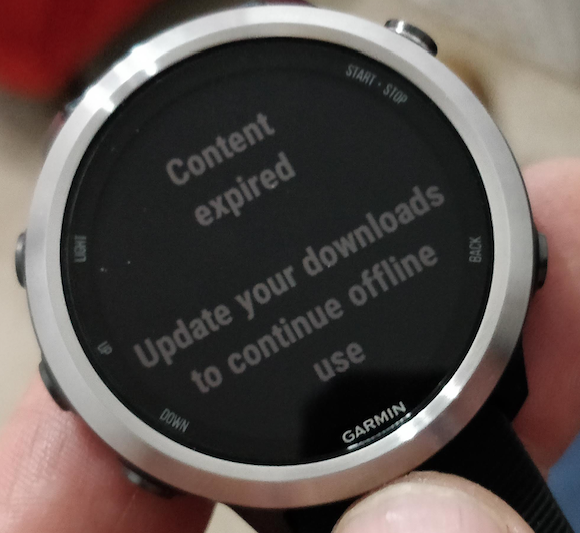 START · STOP
Content
expired
LIGHT
BACK
Update your downloads
to continue offline
use
UP
DOWN
GARMIN